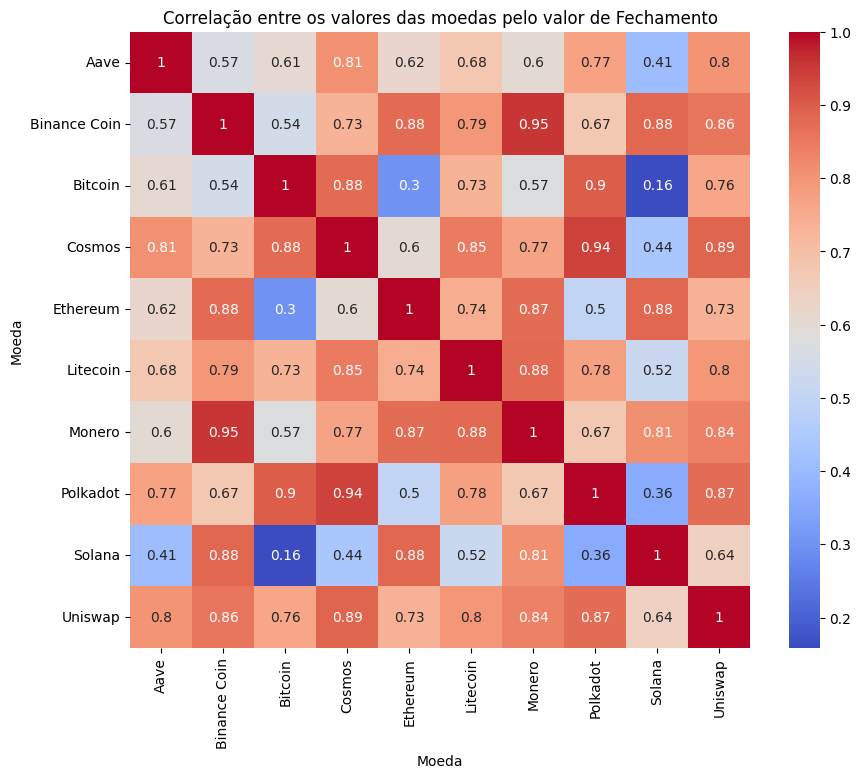 Correlação entre os valores das moedas pelo valor de Fechamento
Aave 1 0.57 0.61 0.81 0.62 0.68 0.6 0.77 0.41 0.8
Binance Coin 0.57 1 0.54 0.73 0.88 0.79 0.95 0.67 0.88 0.86
Bitcoin 0.61 0.54 1 0.88 0.3 0.73 0.57 0.9 0.16 0.76
Cosmos 0.81 0.73 0.88 1 0.6 0.85 0.77 0.94 0.44 0.89
Ethereum 0.62 0.88 0.3 0.6 1 0.74 0.87 0.5 0.88 0.73
Litecoin 0.68 0.79 0.73 0.85 0.74 1 0.88 0.78 0.52 0.8
Monero 0.6 0.95 0.57 0.77 0.87 0.88 1 0.67 0.81 0.84
Polkadot 0.77 0.67 0.9 0.94 0.5 0.78 0.67 1 0.36 0.87
Solana 0.41 0.88 0.16 0.44 0.88 0.52 0.81 0.36 1 0.64
Uniswap 0.8 0.86 0.76 0.89 0.73 0.8 0.84 0.87 0.64 1
Moeda
Aave Binance Coin Bitcoin Cosmos Ethereum Litecoin Monero Polkadot Solana Uniswap
Moeda
1.0
0.9
0.8
0.7
0.6
0.5
0.4
0.3
0.2